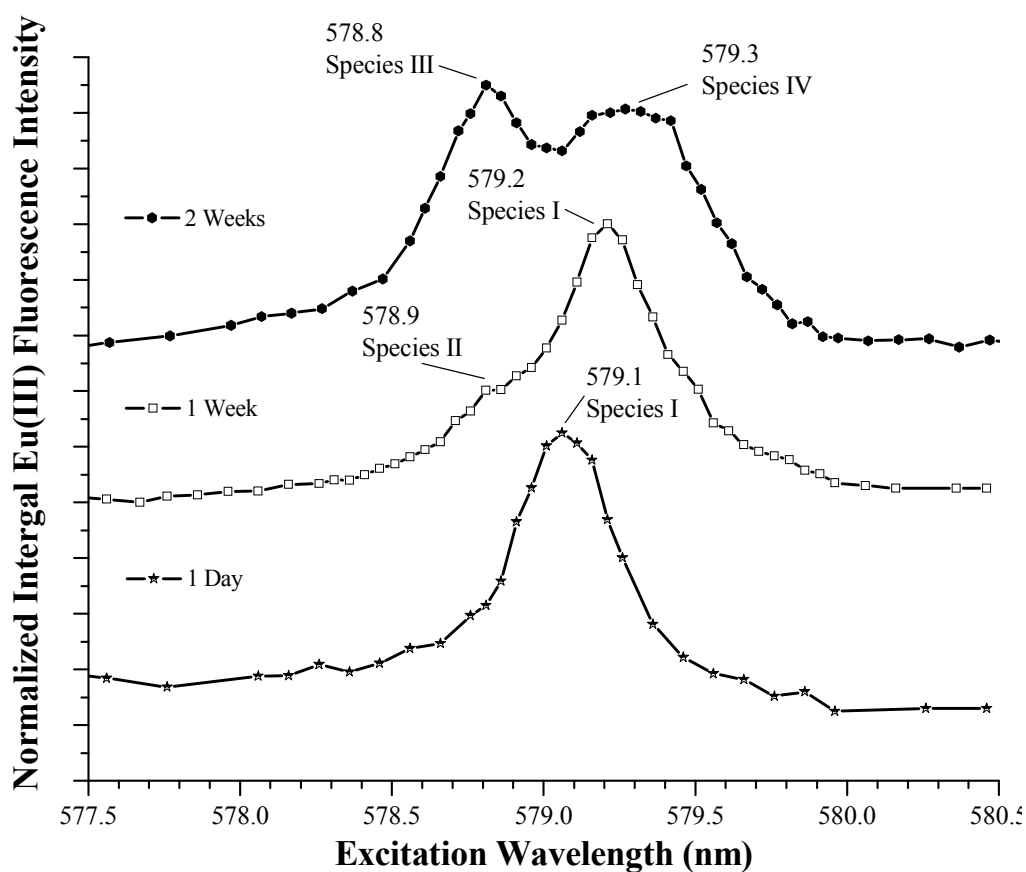 Normalized Intergal Eu(III) Fluorescence Intensity
578.8
Species III
579.3
Species IV
579.2
Species I
2 Weeks
578.9
Species II
579.1
Species I
1 Week
1 Day
577.5 578.0 578.5 579.0 579.5 580.0 580.5
Excitation Wavelength (nm)